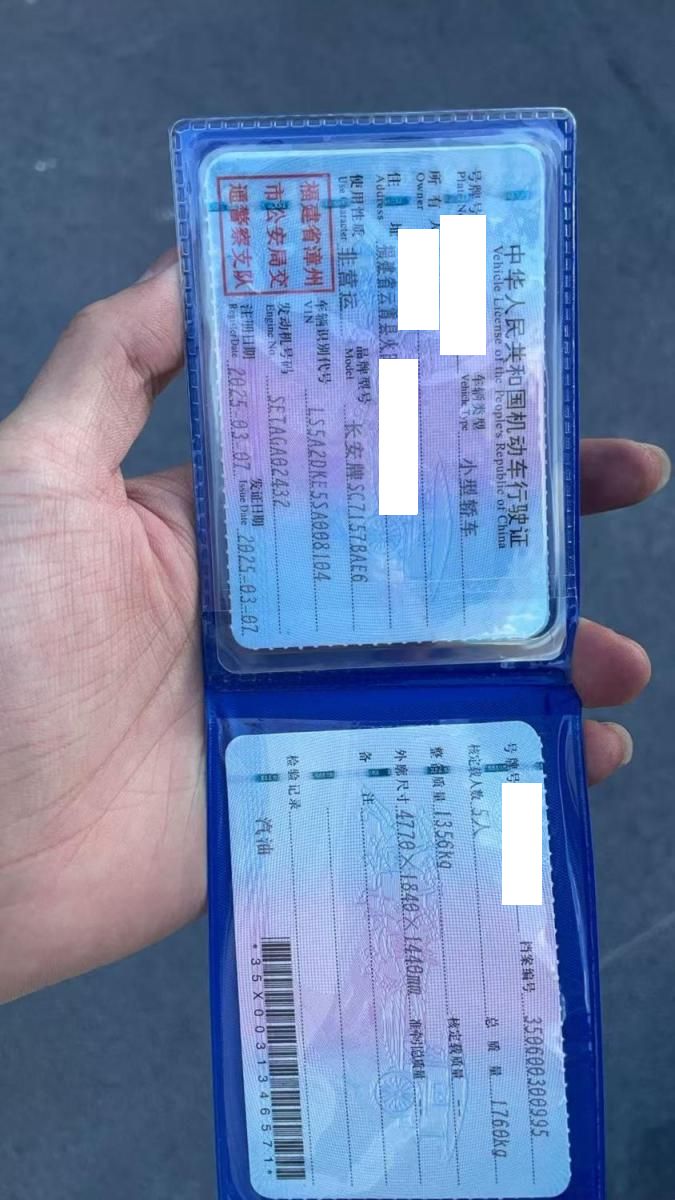 中华人民共和国机动车行驶证
Vehicle License of the People's Republic of China
号牌号
Plate N
车辆类型
Vehicle Type
小型轿车
所有人
Owner
住 址
Address
福建省云霄县火
使用性质
Use Character
非营运
品牌型号
Model
长安牌SC7157BAE6
福建省漳州
市公安局交
通警察支队
车辆识别代号
VIN
LS5A2DKE5SA008104
发动机号码
Engine No.
SETAGA02432
注册日期
Register Date
2025-03-07
发证日期
Issue Date
2025-03-07
号牌号
档案编号
350600300995
核定载人数
5人
总 质 量
1760kg
整备质量
1356kg
核定载质量
--
外廓尺寸
4770×1840×1440mm
准牵引总质量
--
备 注
检验记录
汽油
*35X0031346571*